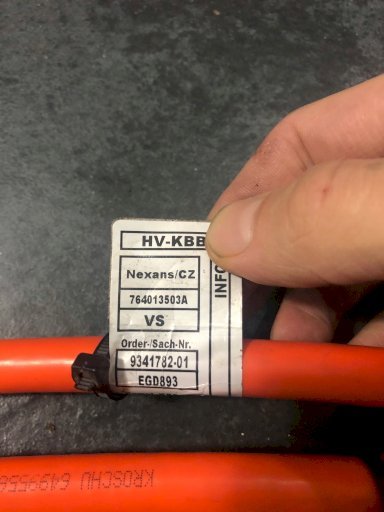 HV-KBB
Nexans/CZ
764013503A
VS
Order-/Sach-Nr.
9341782-01
EGD893
INFO
KROSCHU